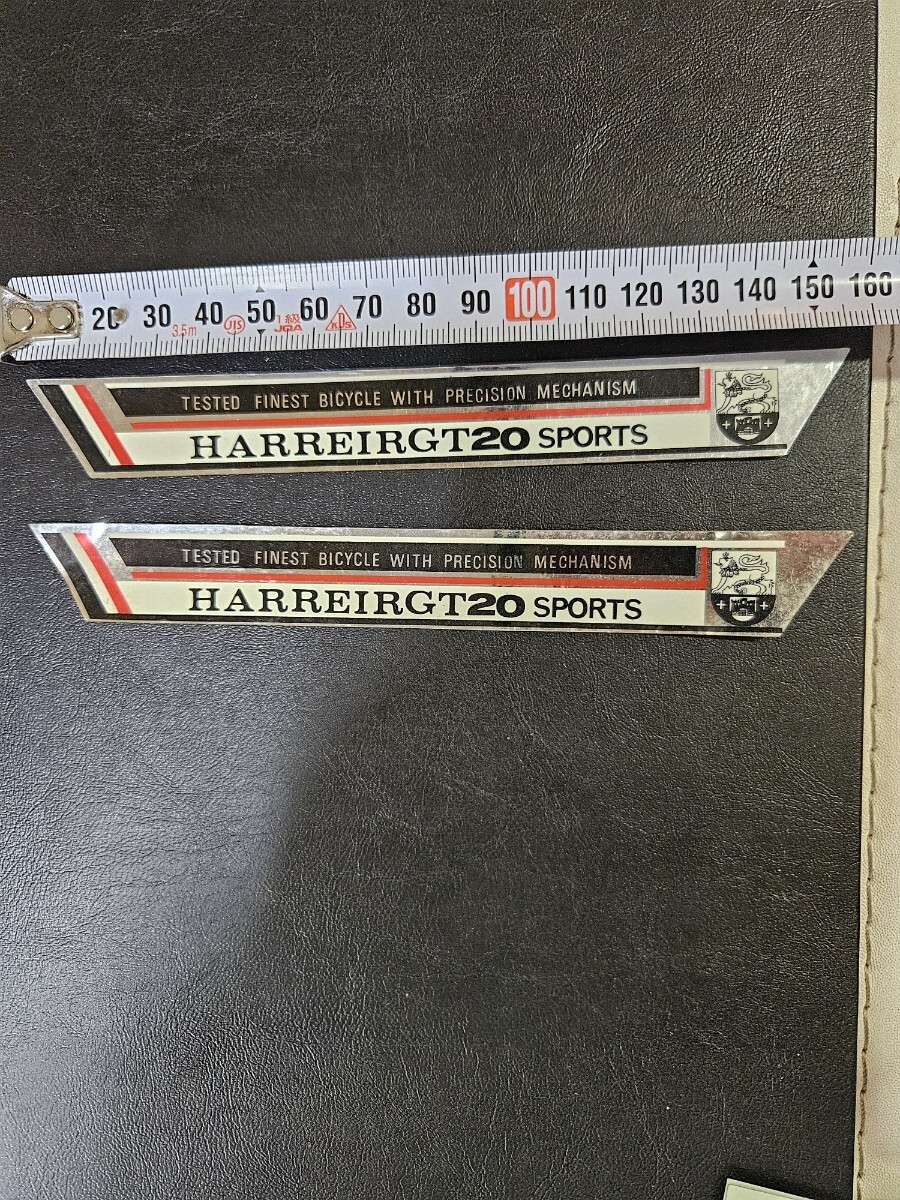 20 30 40 50 60 70 80 90 100 110 120 130 140 150 160
3.5m JIS 1級 JQA KDS
TESTED FINEST BICYCLE WITH PRECISION MECHANISM
HARREIRGT20 SPORTS
TESTED FINEST BICYCLE WITH PRECISION MECHANISM
HARREIRGT20 SPORTS